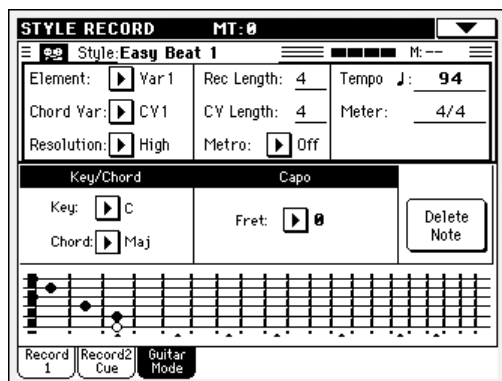 STYLE RECORD MT:0
Style:Easy Beat 1 M:--
Element: Var1 Rec Length: 4 Tempo ♩: 94
Chord Var: CV1 CV Length: 4 Meter: 4/4
Resolution: High Metro: Off
Key/Chord Capo
Key: C
Fret: 0
Chord: Maj
Delete
Note
Record
1
Record2
Cue
Guitar
Mode